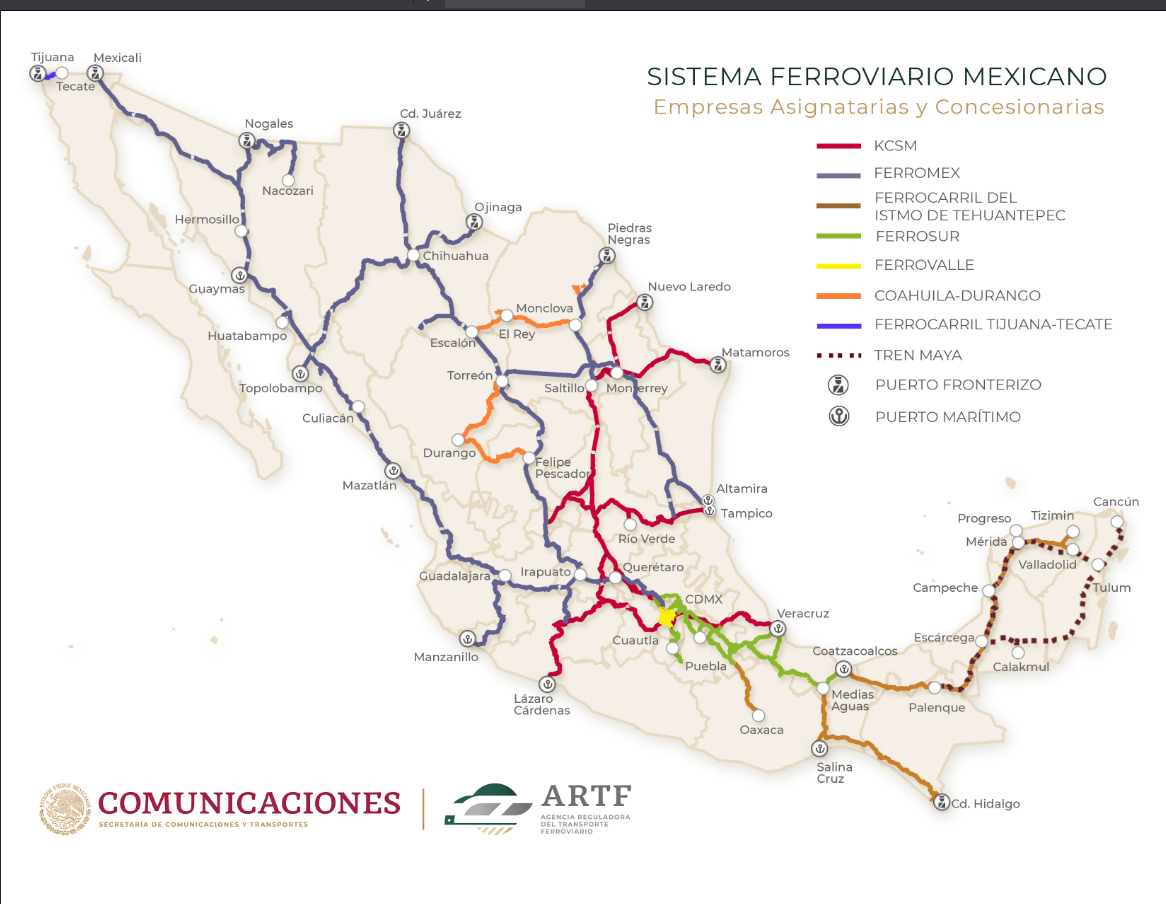 SISTEMA FERROVIARIO MEXICANO
Empresas Asignatarias y Concesionarias
KCSM
FERROMEX
FERROCARRIL DEL
ISTMO DE TEHUANTEPEC
FERROSUR
FERROVALLE
COAHUILA-DURANGO
FERROCARRIL TIJUANA-TECATE
TREN MAYA
PUERTO FRONTERIZO
PUERTO MARÍTIMO
Tijuana
Mexicali
Tecate
Nogales
Cd. Juárez
Nacozari
Hermosillo
Ojinaga
Piedras
Negras
Chihuahua
Guaymas
Nuevo Laredo
Monclova
Huatabampo
El Rey
Escalón
Matamoros
Torreón
Topolobampo
Saltillo
Monterrey
Culiacán
Durango
Felipe
Pescador
Mazatlán
Altamira
Tampico
Río Verde
Cancún
Progreso
Tizimin
Mérida
Valladolid
Guadalajara
Irapuato
Querétaro
Campeche
Tulum
CDMX
Veracruz
Cuautla
Escárcega
Manzanillo
Puebla
Coatzacoalcos
Calakmul
Lázaro
Cárdenas
Medias
Aguas
Palenque
Oaxaca
Salina
Cruz
Cd. Hidalgo
ESTADOS UNIDOS MEXICANOS
COMUNICACIONES
SECRETARÍA DE COMUNICACIONES Y TRANSPORTES
ARTF
AGENCIA REGULADORA
DEL TRANSPORTE
FERROVIARIO